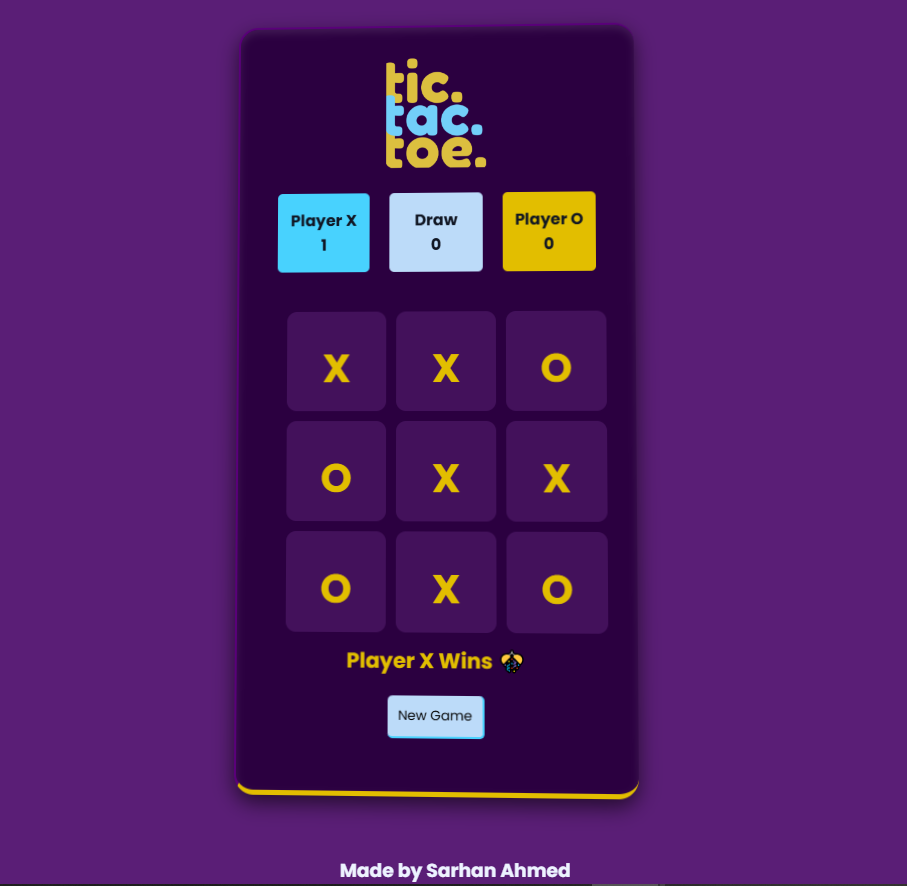 tic.
tac.
toe.
Player X Draw Player O
1 0 0
X X O
O X X
O X O
Player X Wins
New Game
Made by Sarhan Ahmed